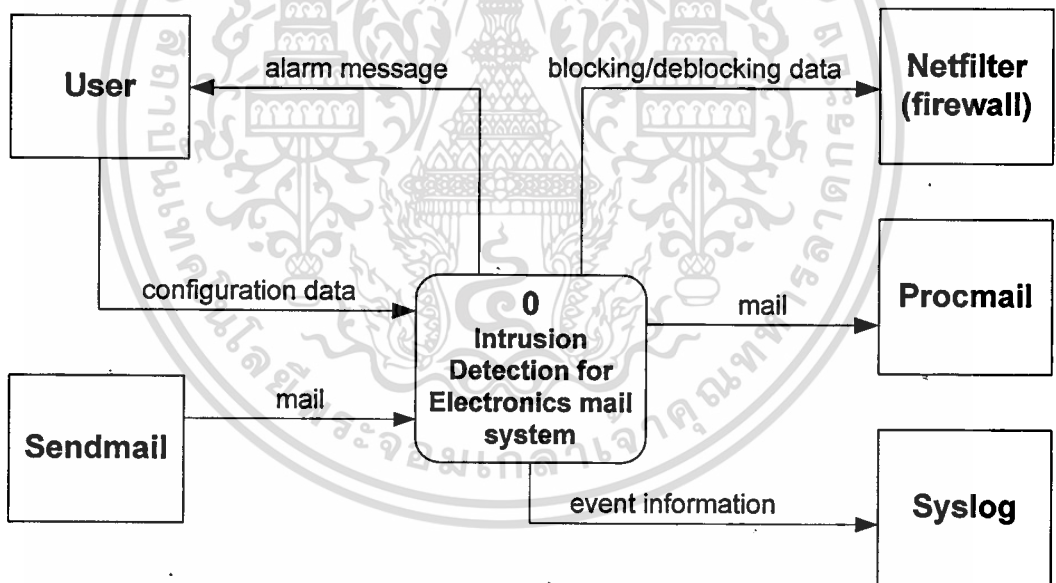 User
alarm message
blocking/deblocking data
Netfilter
(firewall)
configuration data
0
Intrusion
Detection for
Electronics mail
system
mail
Procmail
Sendmail
mail
event information
Syslog